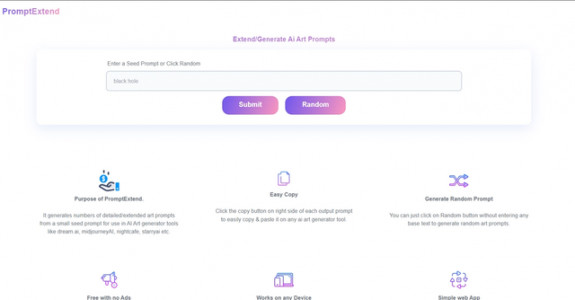 PromptExtend
Extend/Generate Ai Art Prompts
Enter a Seed Prompt or Click Random
black hole
Submit
Random
Purpose of PromptExtend.
It generates numbers of detailed/extended art prompts
from a small seed prompt for use in Ai Art generator tools
like dream.ai, midjourneyAI, nightcafe, starryai etc.
Easy Copy
Click the copy button on right side of each output prompt
to easily copy & paste it on any ai art generator tool.
Generate Random Prompt
You can just click on Random button without entering any
base text to generate random art prompts.
Free with no Ads
Works on any Device
Simple web App